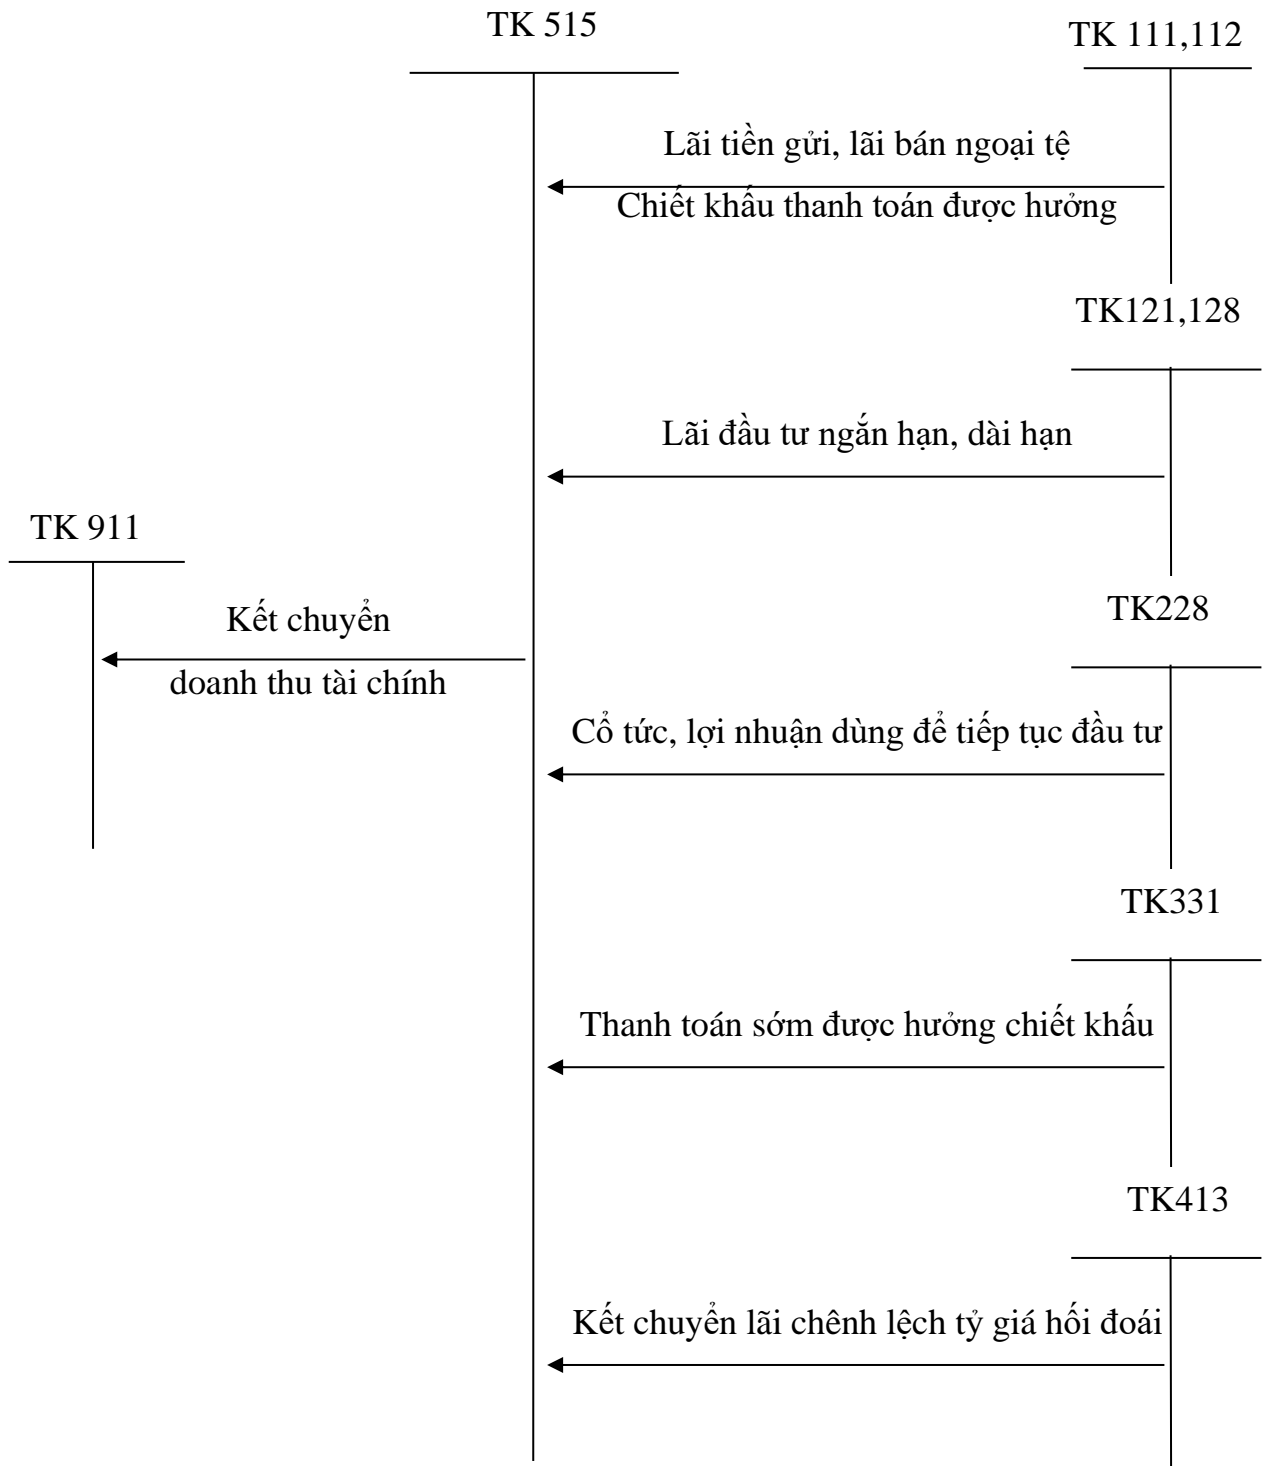 TK 515
TK 111,112
Lãi tiền gửi, lãi bán ngoại tệ
Chiết khấu thanh toán được hưởng
TK121,128
Lãi đầu tư ngắn hạn, dài hạn
TK 911
Kết chuyển
doanh thu tài chính
TK228
Cổ tức, lợi nhuận dùng để tiếp tục đầu tư
TK331
Thanh toán sớm được hưởng chiết khấu
TK413
Kết chuyển lãi chênh lệch tỷ giá hối đoái